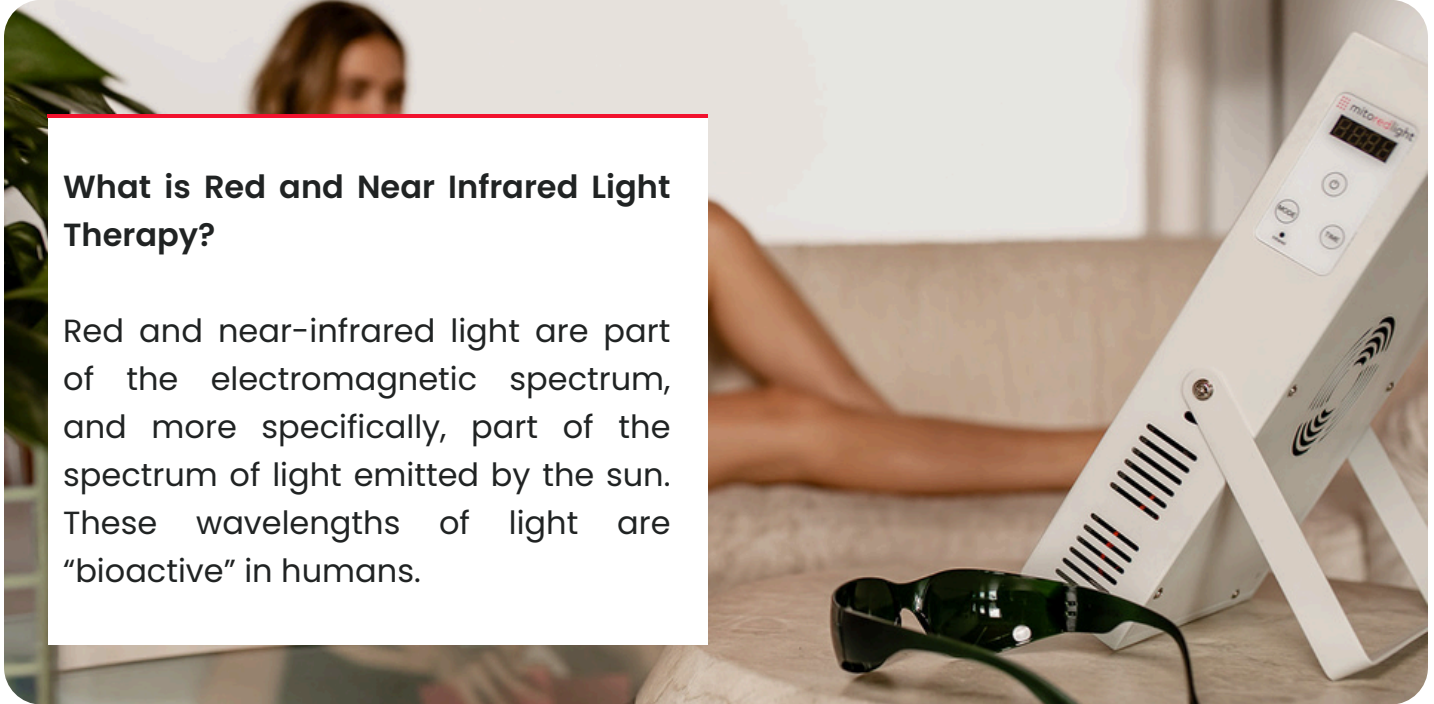 What is Red and Near Infrared Light
Therapy?
Red and near-infrared light are part
of the electromagnetic spectrum,
and more specifically, part of the
spectrum of light emitted by the sun.
These wavelengths of light are
“bioactive” in humans.
mitoredlight
MODE
TIME